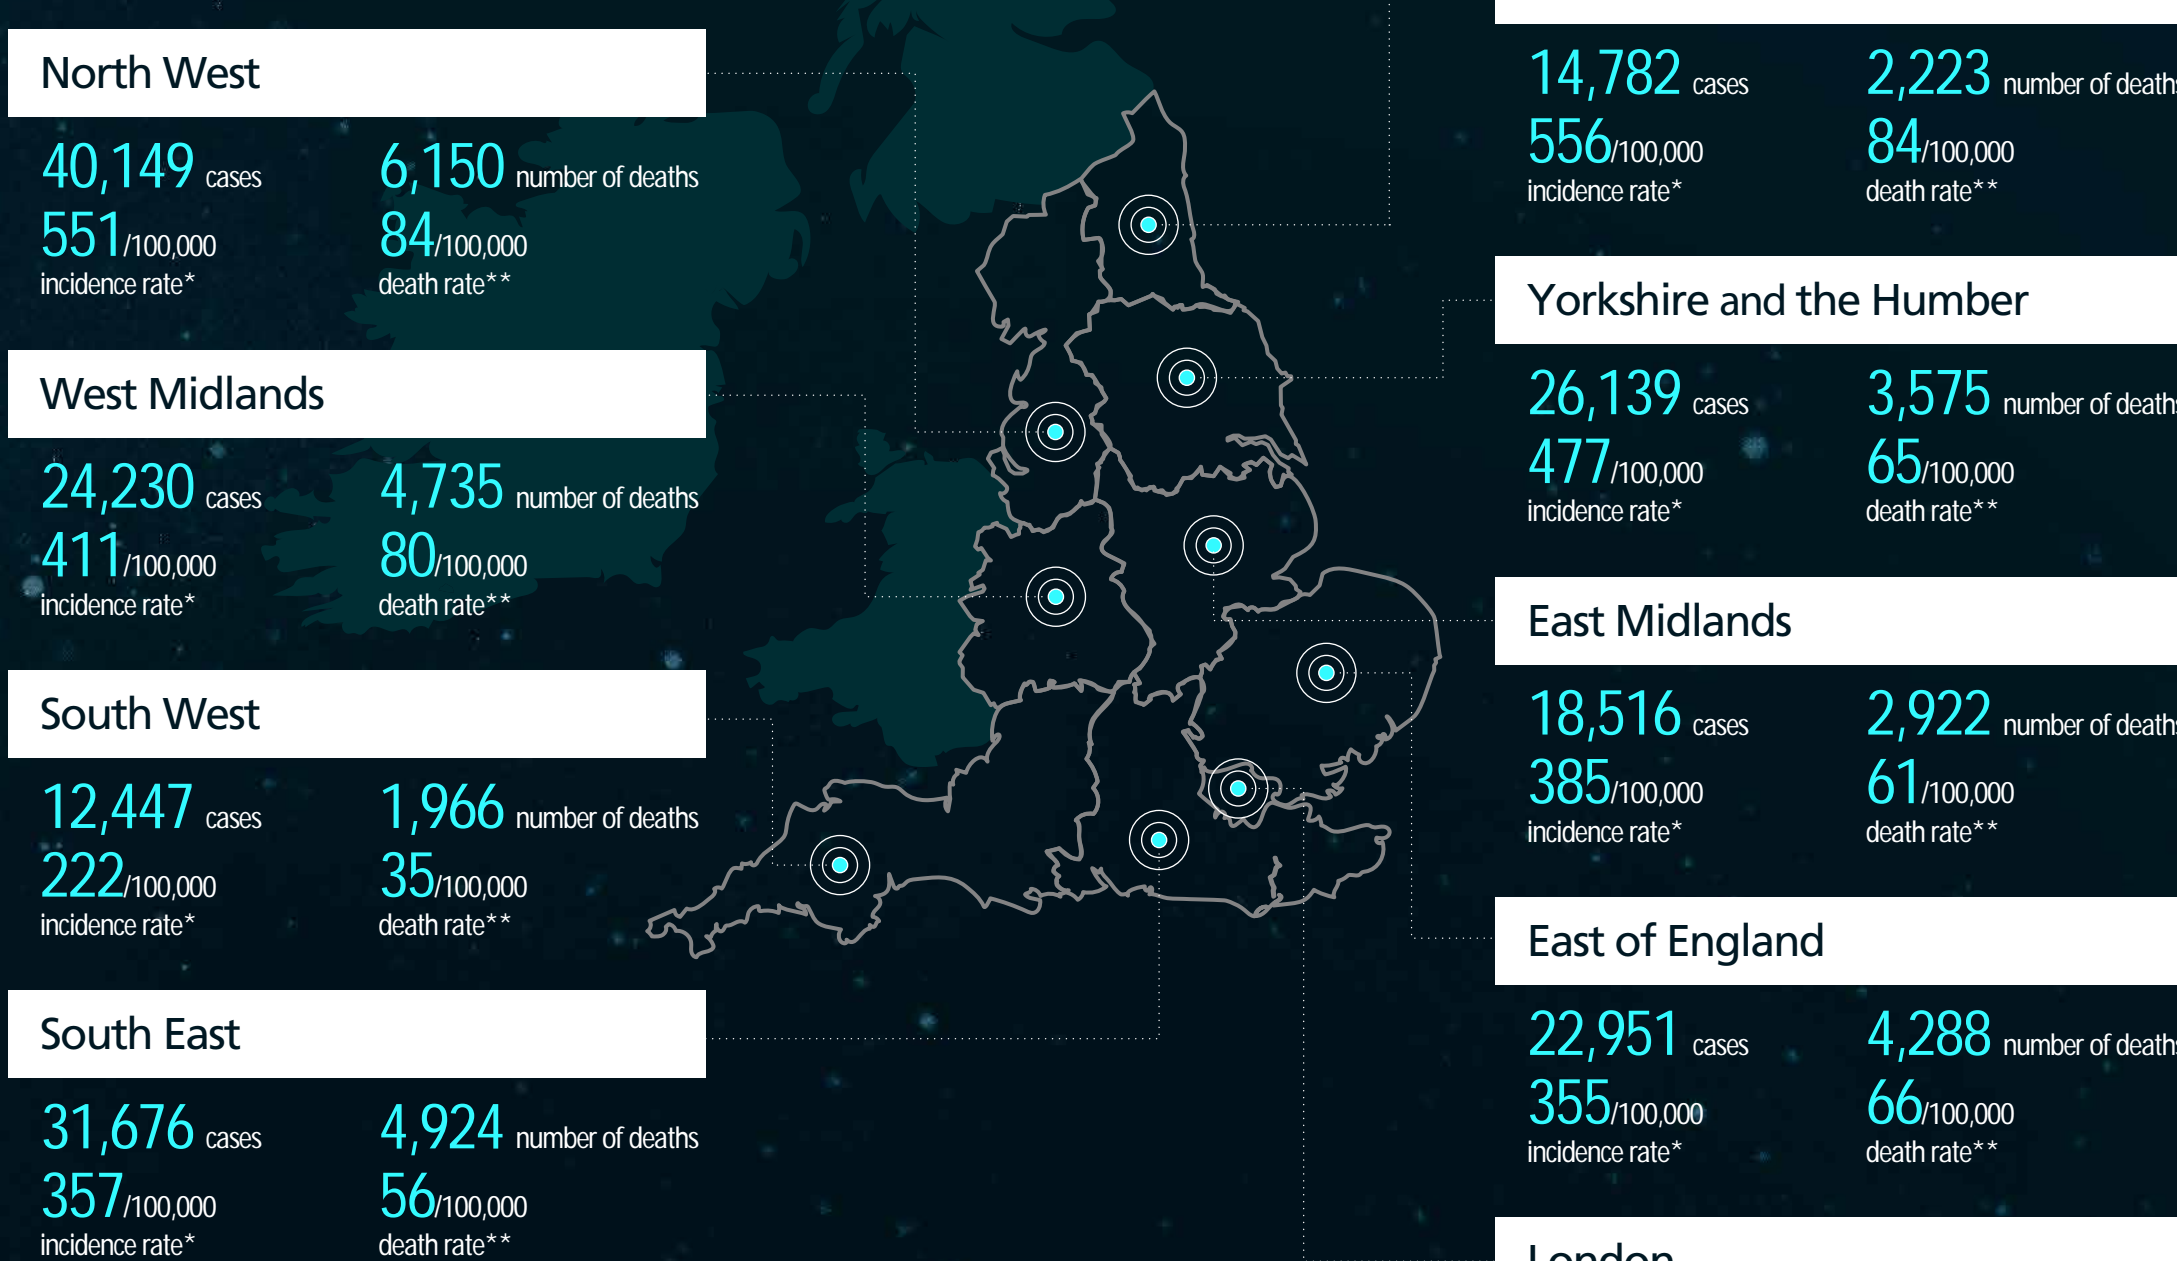 North West
40,149 cases 6,150 number of deaths
551/100,000 84/100,000
incidence rate* death rate**
West Midlands
24,230 cases 4,735 number of deaths
411/100,000 80/100,000
incidence rate* death rate**
South West
12,447 cases 1,966 number of deaths
222/100,000 35/100,000
incidence rate* death rate**
South East
31,676 cases 4,924 number of deaths
357/100,000 56/100,000
incidence rate* death rate**
14,782 cases 2,223 number of deaths
556/100,000 84/100,000
incidence rate* death rate**
Yorkshire and the Humber
26,139 cases 3,575 number of deaths
477/100,000 65/100,000
incidence rate* death rate**
East Midlands
18,516 cases 2,922 number of deaths
385/100,000 61/100,000
incidence rate* death rate**
East of England
22,951 cases 4,288 number of deaths
355/100,000 66/100,000
incidence rate* death rate**
London